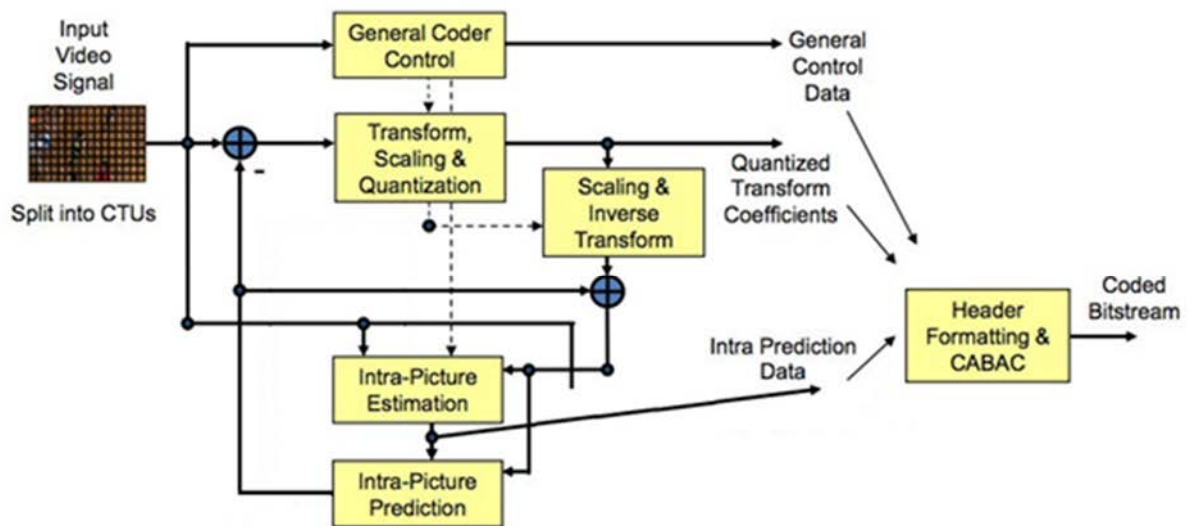 Input
Video
Signal
Split into CTUs
General Coder
Control
General
Control
Data
-
Transform,
Scaling &
Quantization
Quantized
Transform
Coefficients
Scaling &
Inverse
Transform
Header
Formatting &
CABAC
Coded
Bitstream
Intra Prediction
Data
Intra-Picture
Estimation
Intra-Picture
Prediction